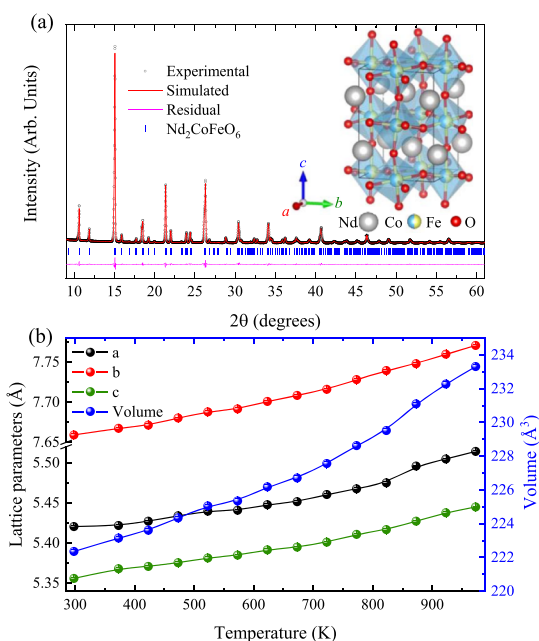 (a)
Intensity (Arb. Units)
Experimental
Simulated
Residual
Nd₂CoFeO₆
c
a
b
Nd Co Fe O
10 15 20 25 30 35 40 45 50 55 60
2θ (degrees)
(b)
Lattice parameters (Å)
7.75
7.70
7.65
5.50
5.45
5.40
5.35
a
b
c
Volume
234
232
230
228
226
224
222
220
Volume (Å³)
300 400 500 600 700 800 900
Temperature (K)